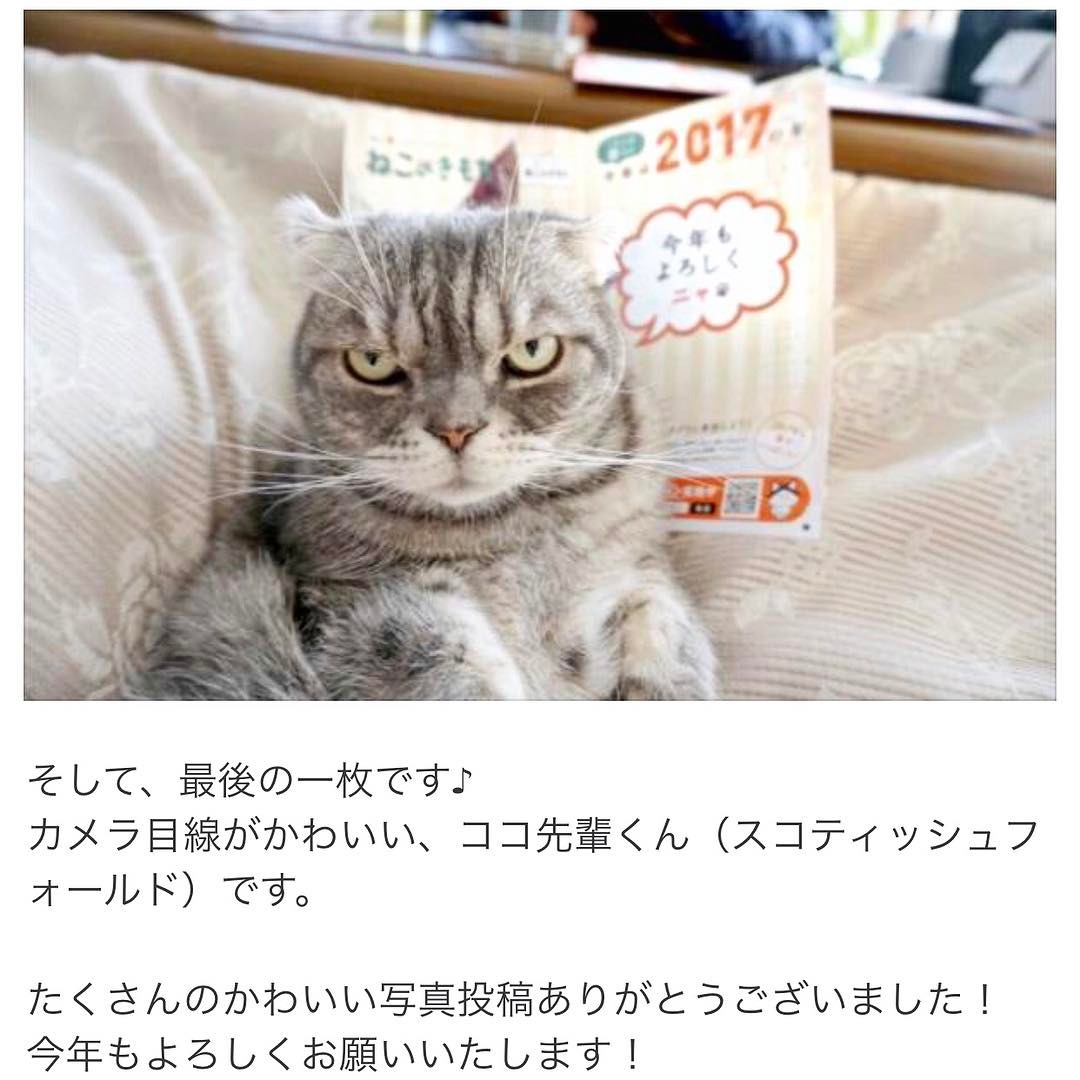 ねこのきもち
2017
今年も
よろしく
ニャ
そして、最後の一枚です♪
カメラ目線がかわいい、ココ先輩くん（スコティッシュフ
ォールド）です。
たくさんのかわいい写真投稿ありがとうございました！
今年もよろしくお願いいたします！